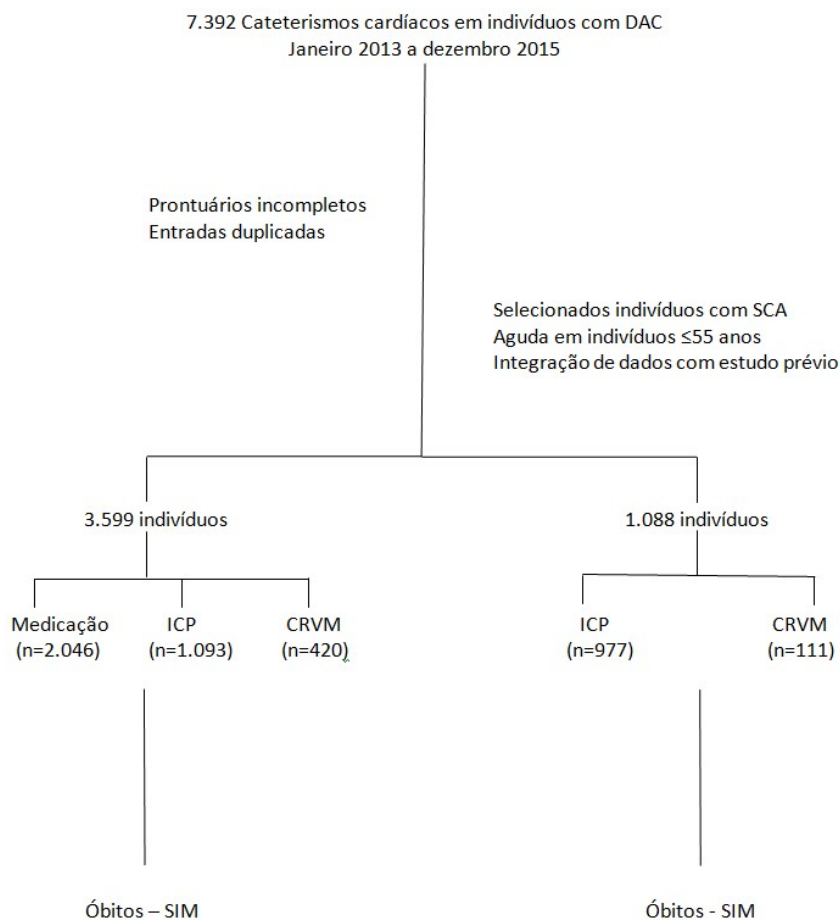 7.392 Cateterismos cardíacos em indivíduos com DAC
Janeiro 2013 a dezembro 2015
Prontuários incompletos
Entradas duplicadas
Selecionados indivíduos com SCA
Aguda em indivíduos ≤55 anos
Integração de dados com estudo prévio
3.599 indivíduos
1.088 indivíduos
Medicação
(n=2.046)
ICP
(n=1.093)
CRVM
(n=420)
ICP
(n=977)
CRVM
(n=111)
Óbitos – SIM
Óbitos - SIM